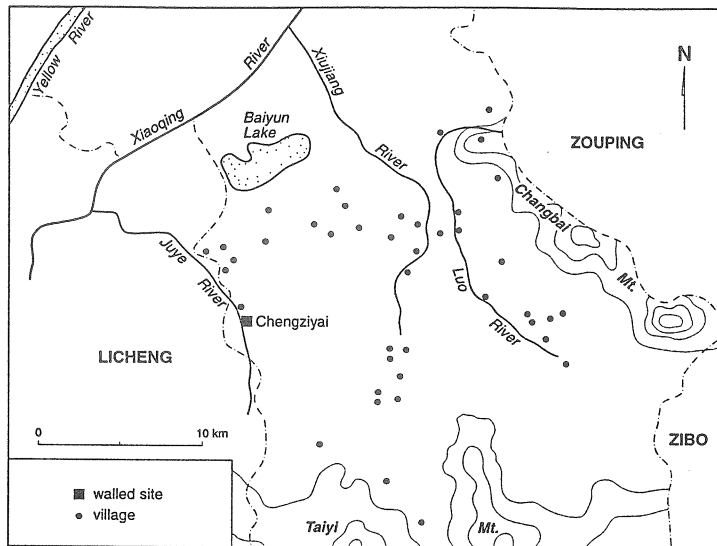 Yellow River
Xiaoqing River
Xiujiang River
Baiyun Lake
N
ZOUPING
Changbai Mt.
Juye River
Luo River
Chengziyai
LICHENG
0 10 km
ZIBO
walled site
village
Taiyi Mt.